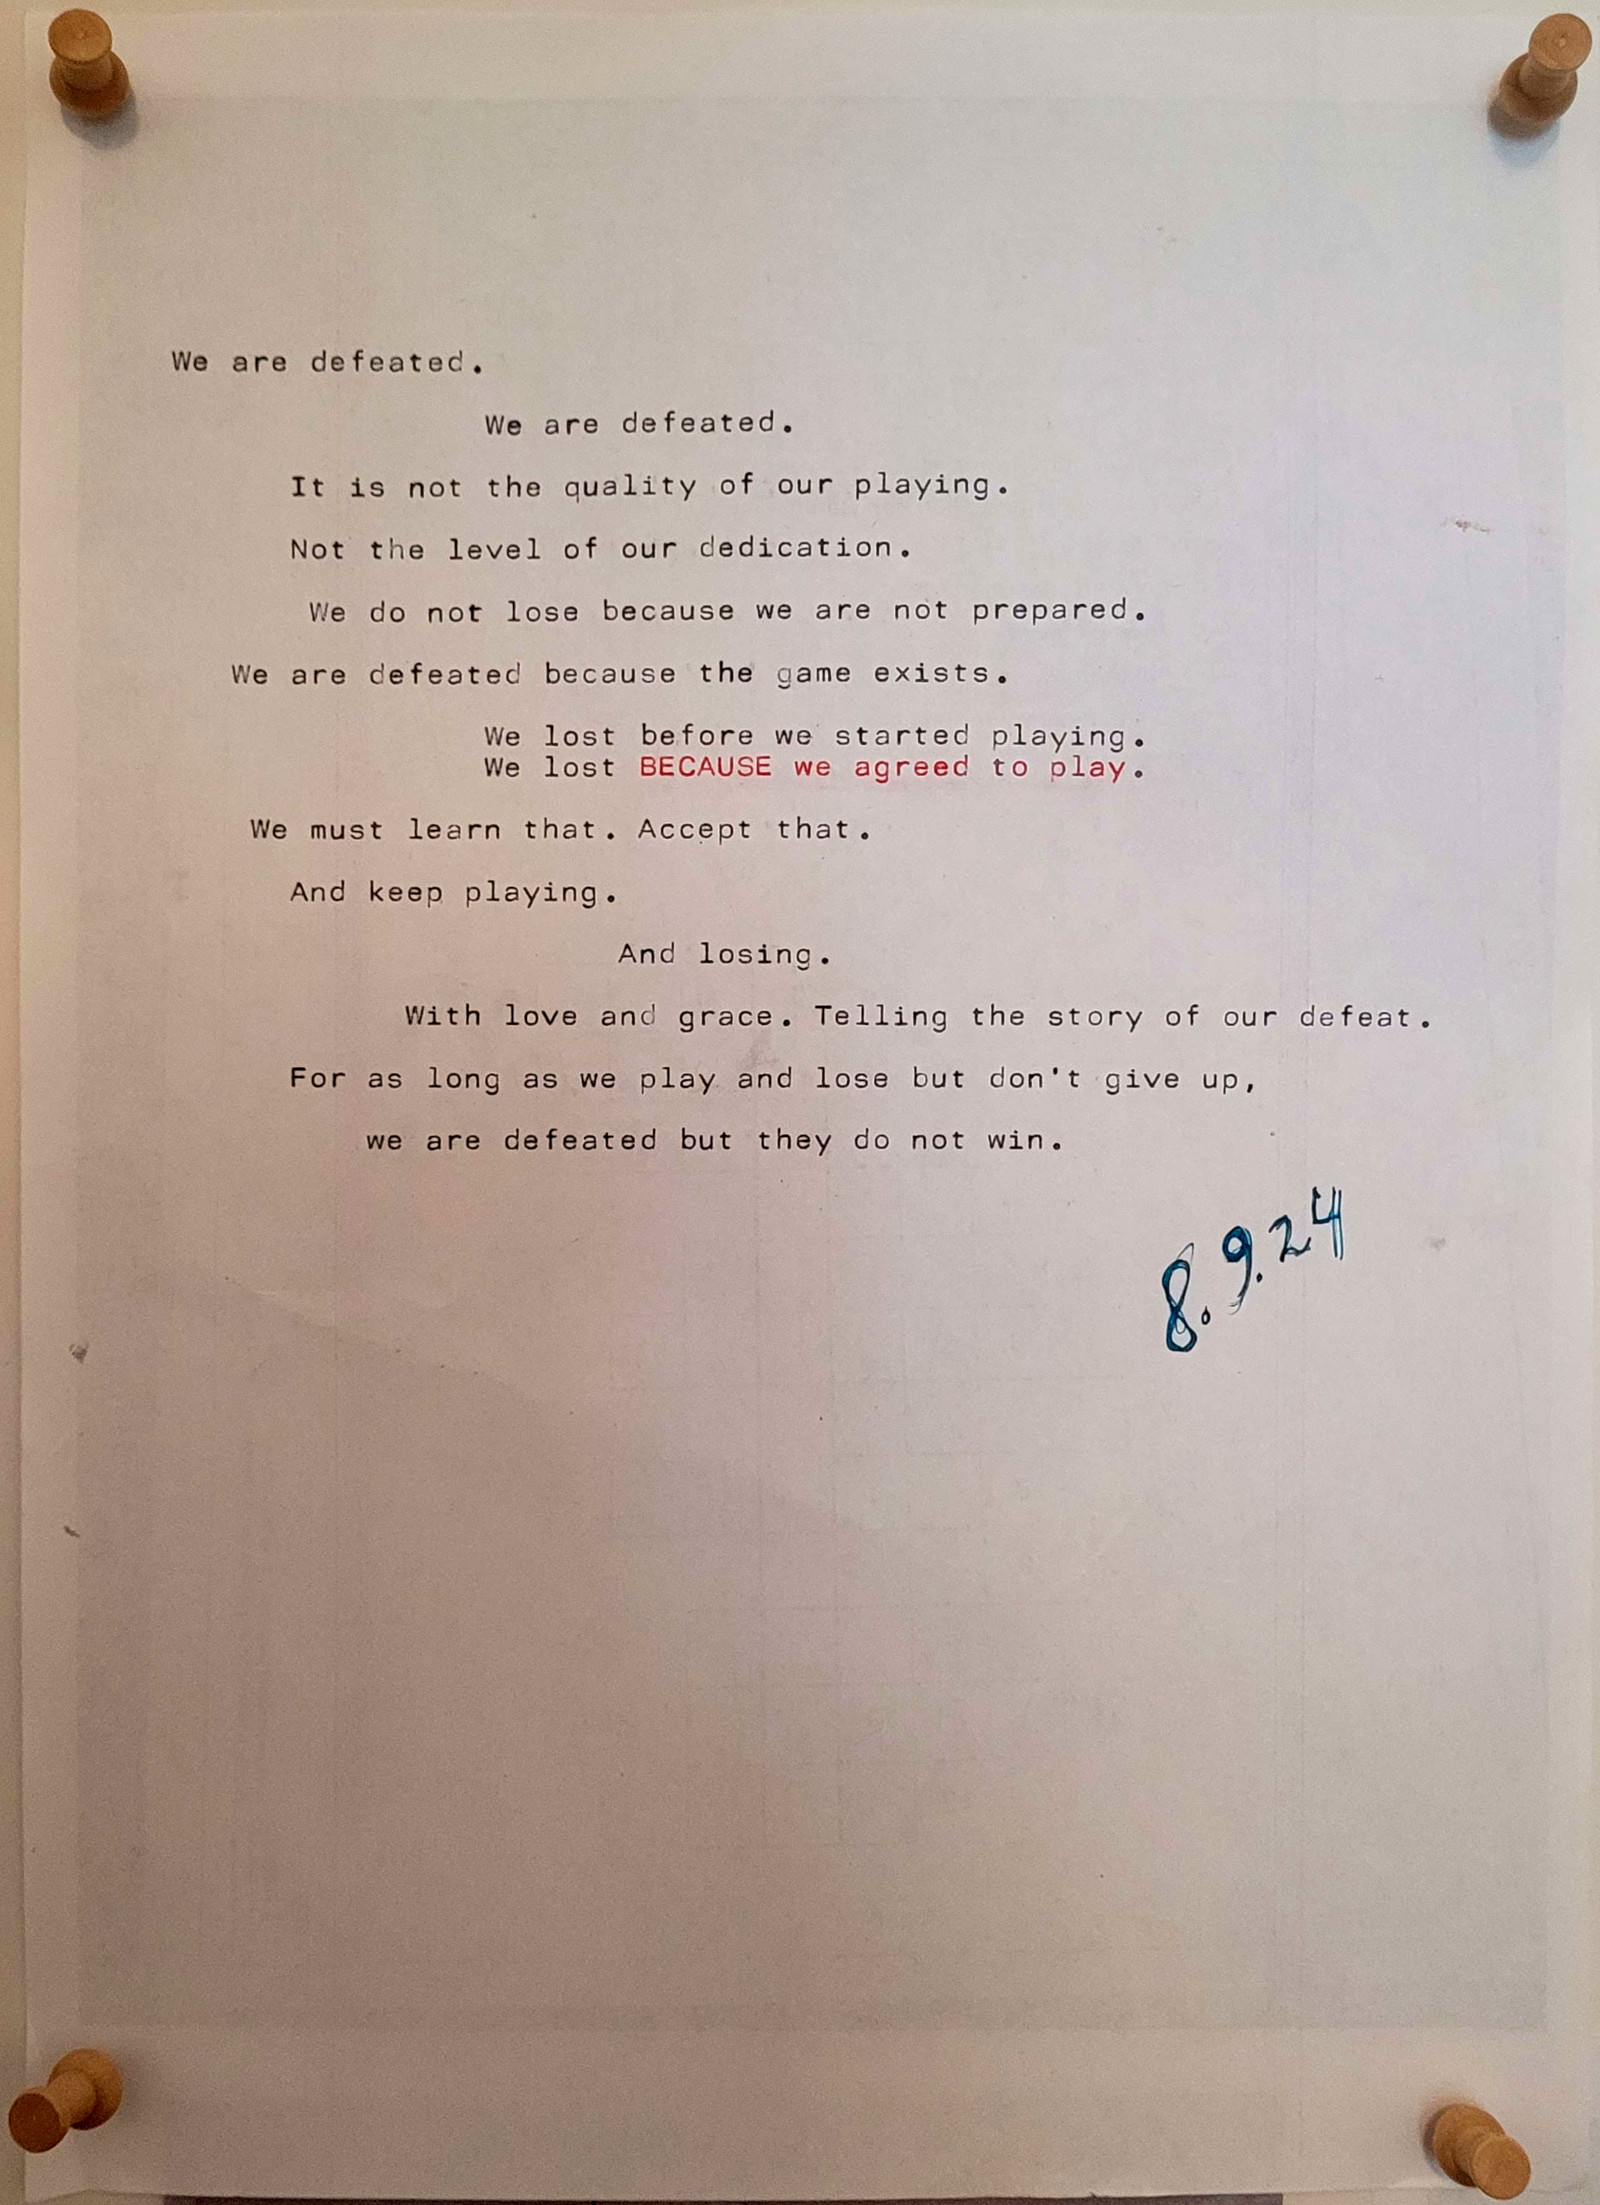 We are defeated.
We are defeated.
It is not the quality of our playing.
Not the level of our dedication.
We do not lose because we are not prepared.
We are defeated because the game exists.
We lost before we started playing.
We lost BECAUSE we agreed to play.
We must learn that. Accept that.
And keep playing.
And losing.
With love and grace. Telling the story of our defeat.
For as long as we play and lose but don't give up,
we are defeated but they do not win.
8.9.24